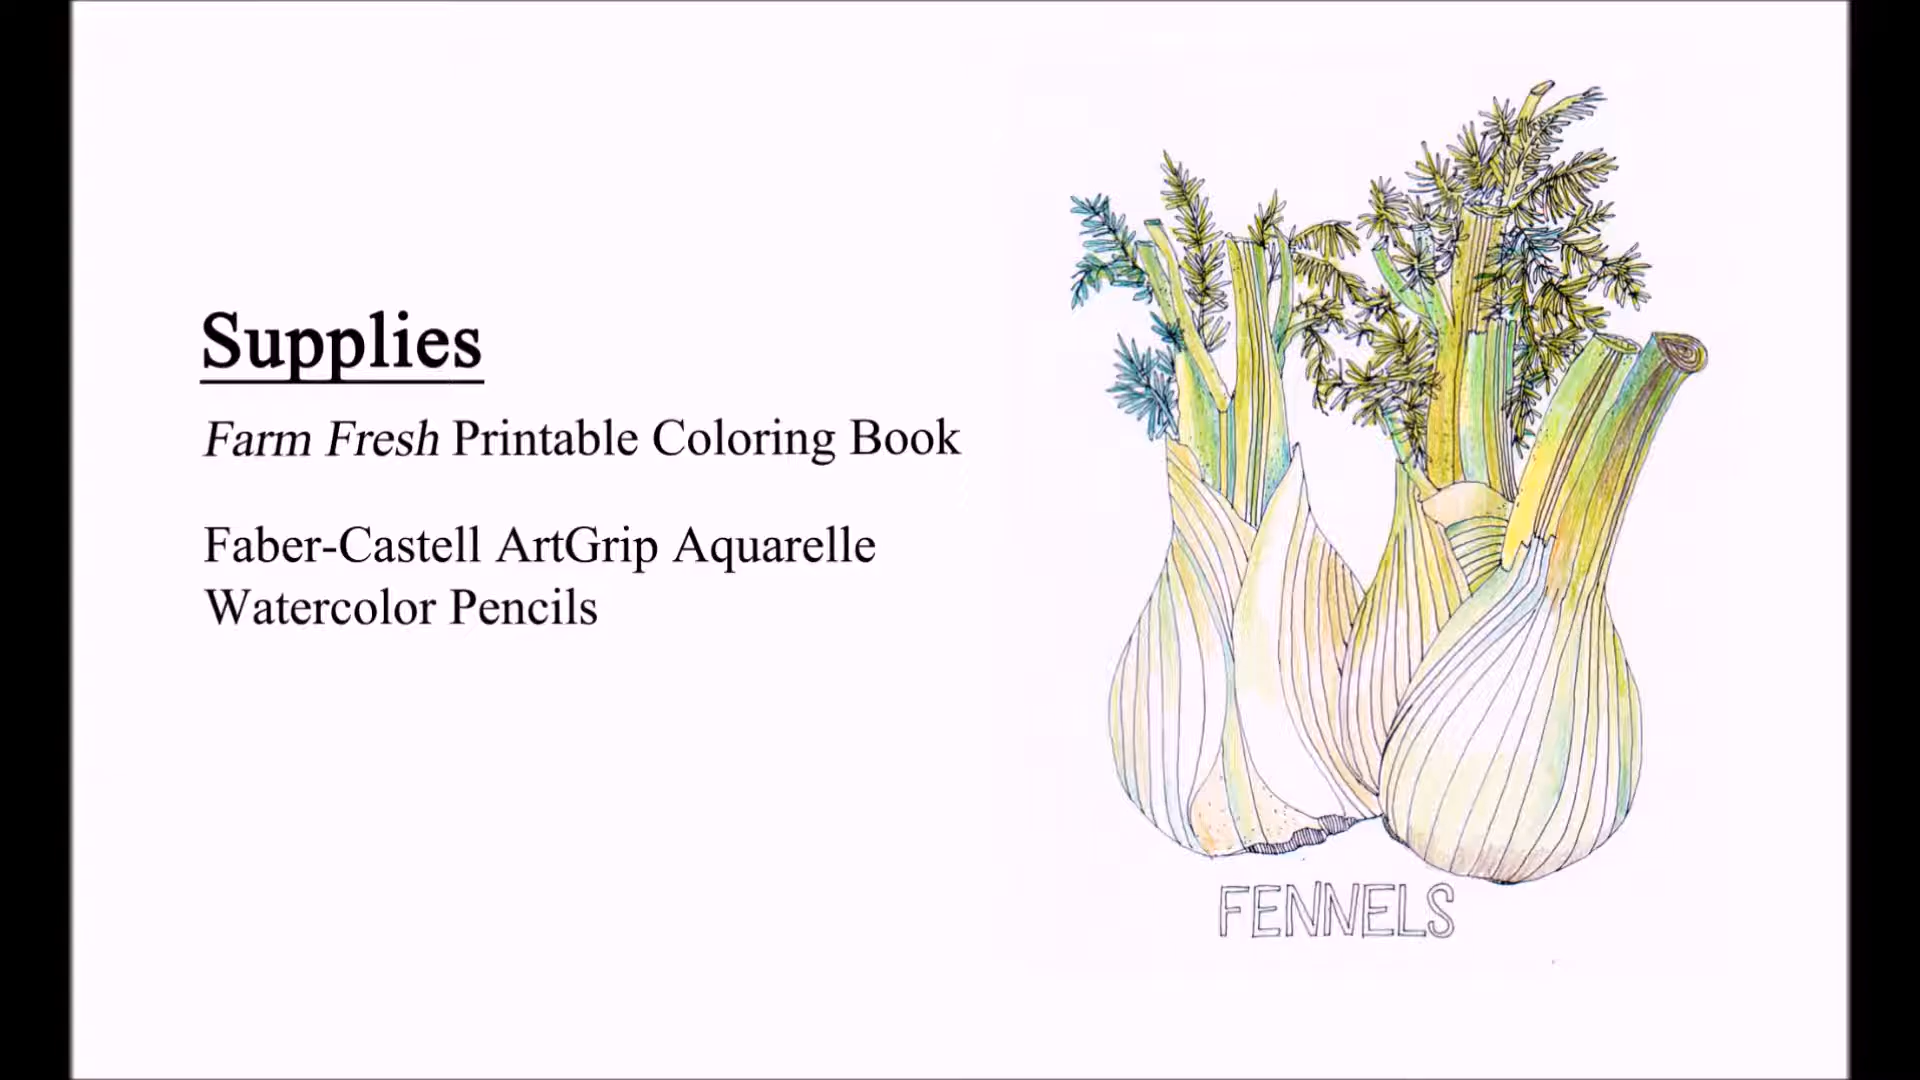 Supplies
Farm Fresh Printable Coloring Book
Faber-Castell ArtGrip Aquarelle
Watercolor Pencils
FENNELS